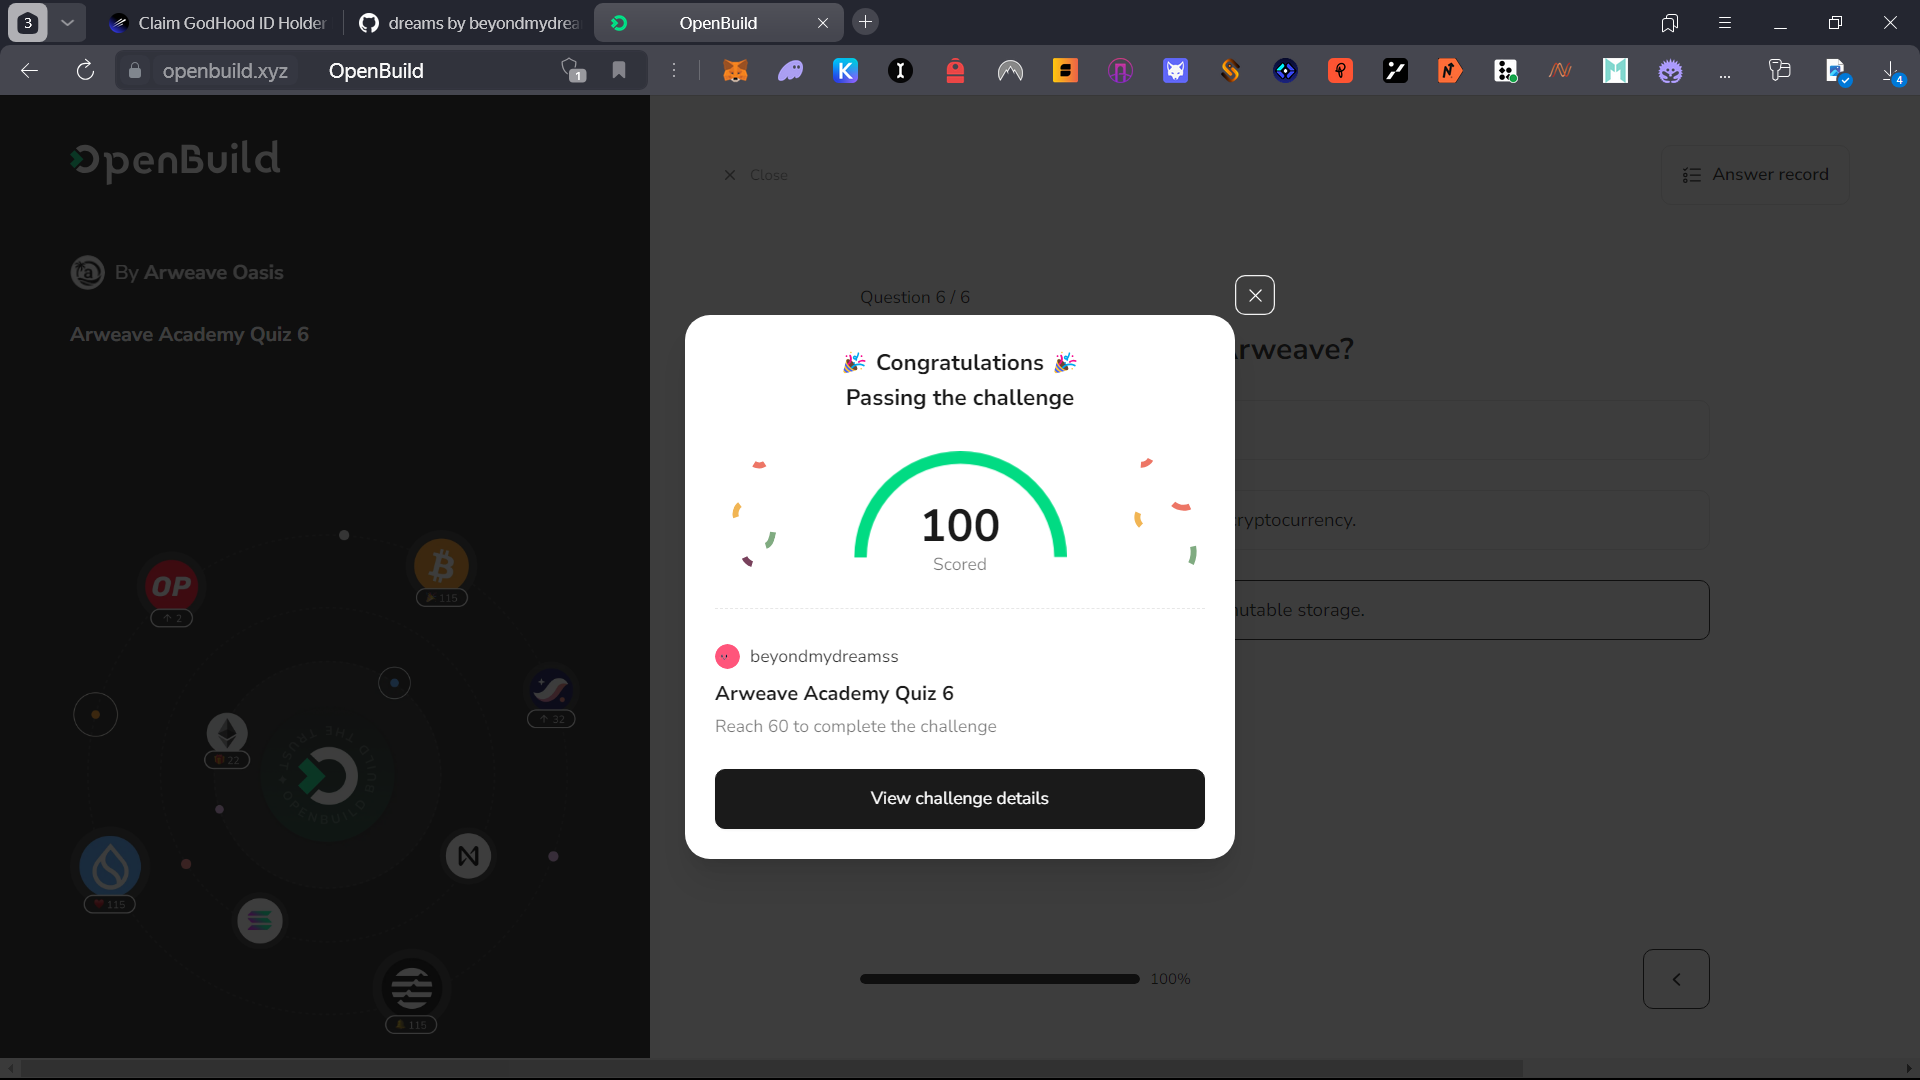 3
Claim GodHood ID Holder
dreams by beyondmydrea
OpenBuild
openbuild.xyz
OpenBuild
1
4
OpenBuild
Close
Answer record
By Arweave Oasis
Arweave Academy Quiz 6
Question 6 / 6
rweave?
ryptocurrency.
utable storage.
🎉 Congratulations 🎉
Passing the challenge
100
Scored
beyondmydreamss
Arweave Academy Quiz 6
Reach 60 to complete the challenge
View challenge details
100%
115
OP
2
32
22
115
115